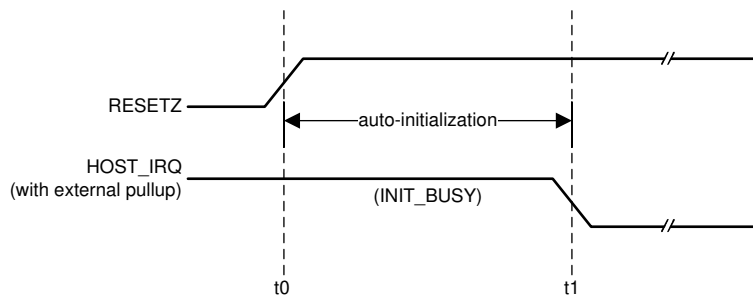 RESETZ
auto-initialization
HOST_IRQ
(with external pullup)
(INIT_BUSY)
t0
t1